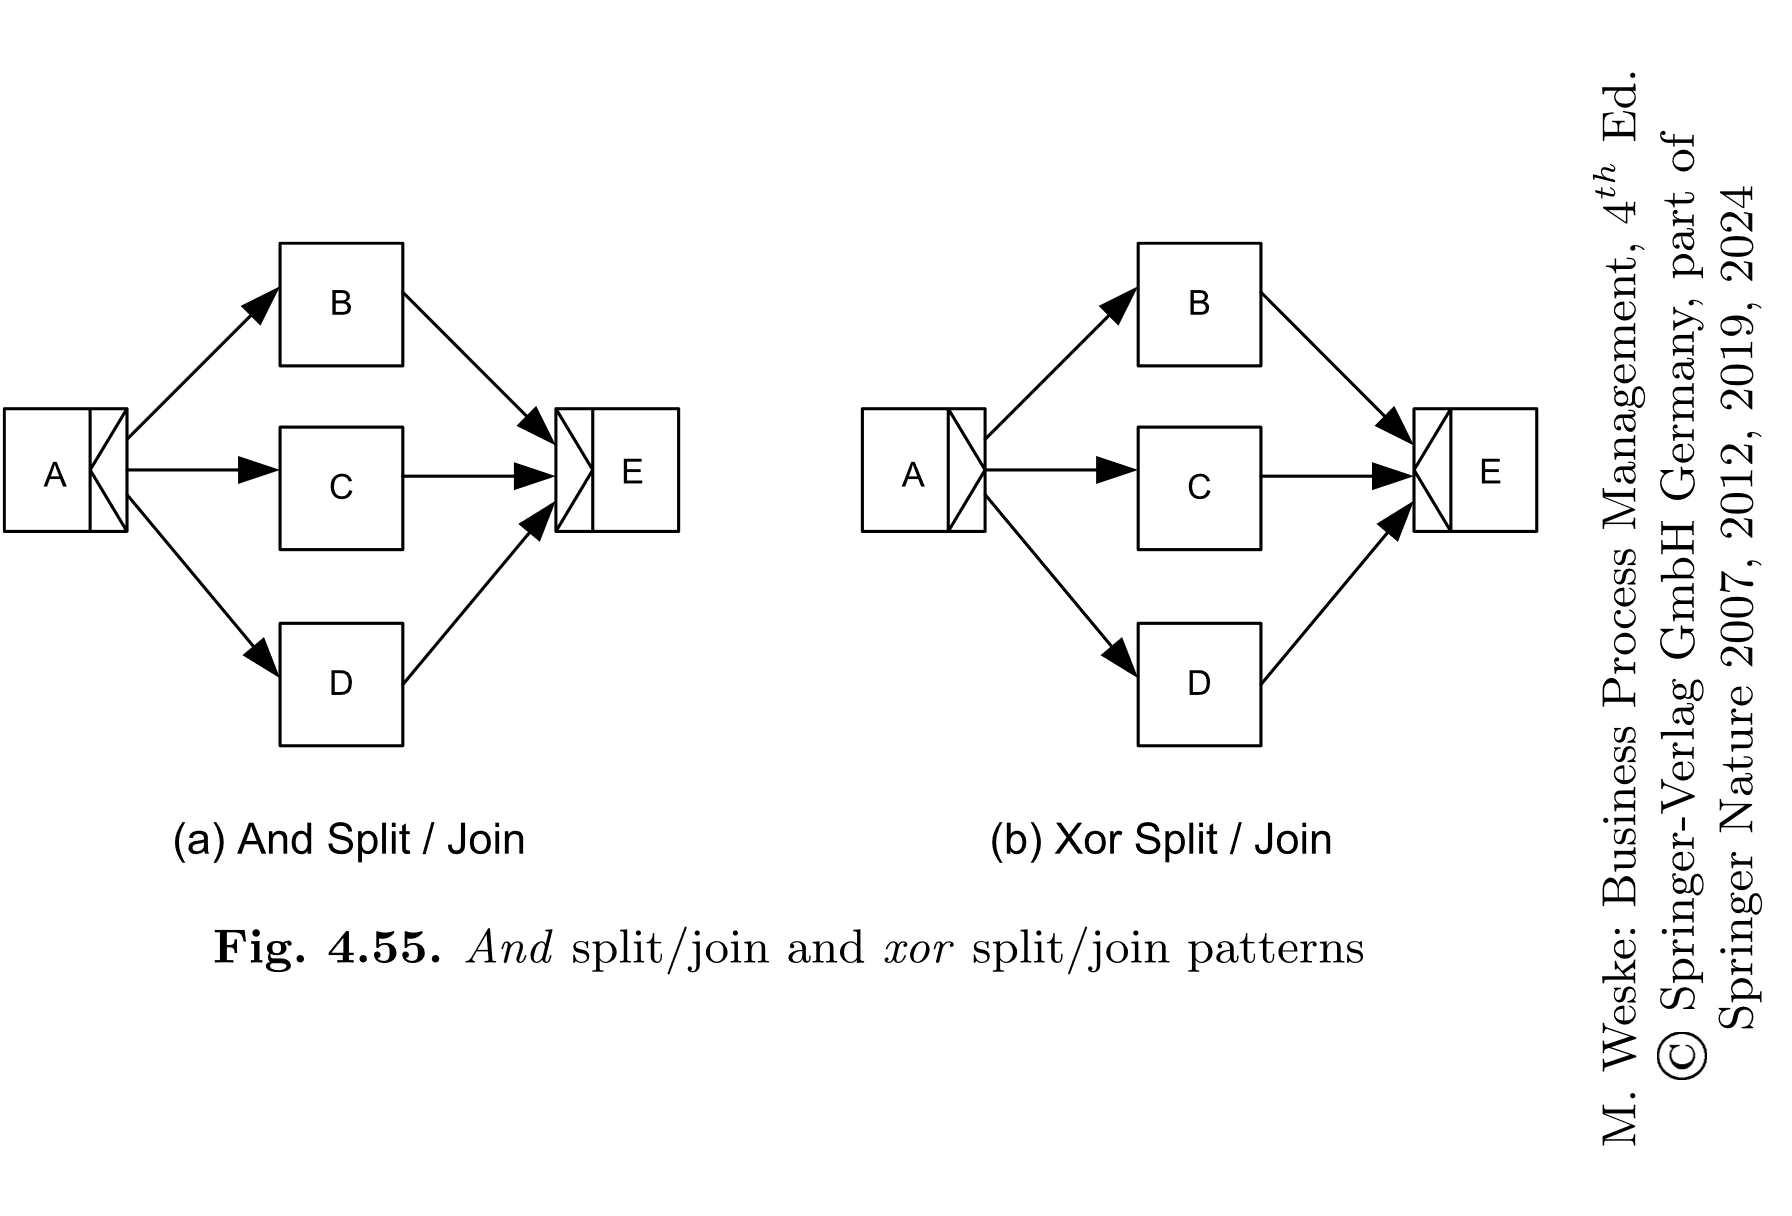 B
B
A
C
E
A
C
E
D
D
(a) And Split / Join
(b) Xor Split / Join
Fig. 4.55. And split/join and xor split/join patterns
M. Weske: Business Process Management, 4th Ed.
© Springer-Verlag GmbH Germany, part of
Springer Nature 2007, 2012, 2019, 2024